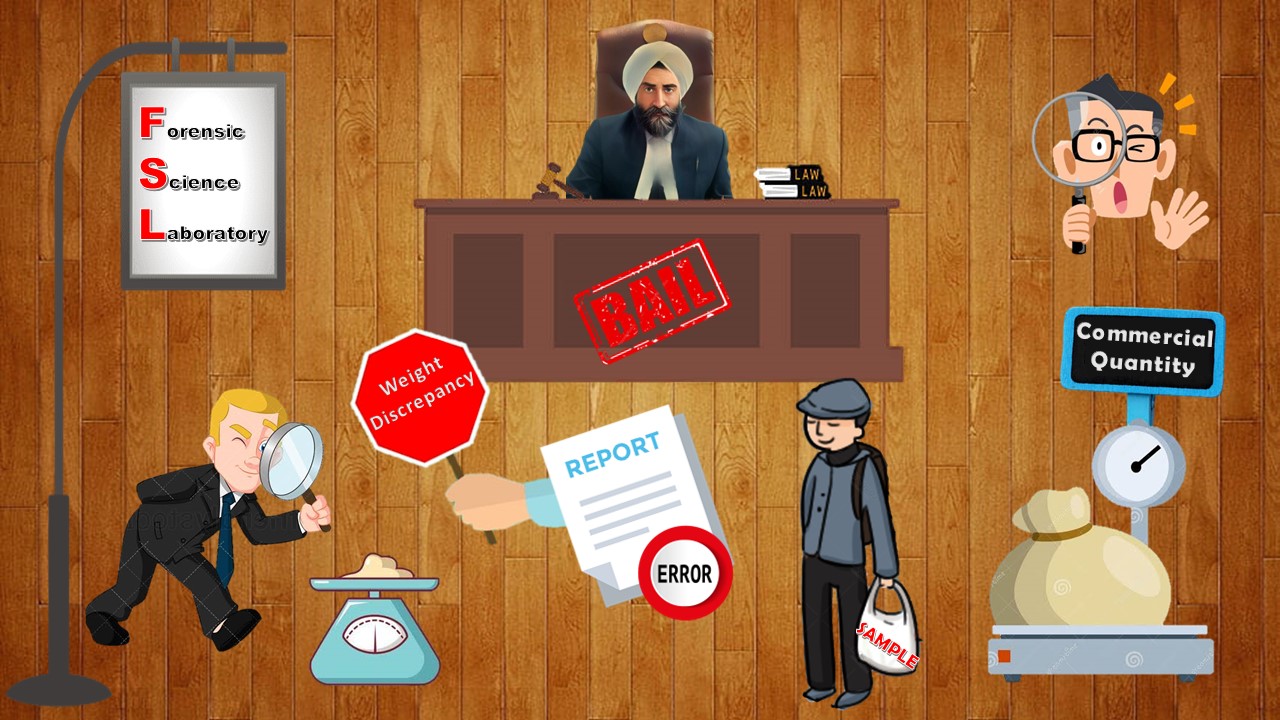 Forensic
Science
Laboratory
LAW
LAW
BAIL
Commercial
Quantity
Weight
Discrepancy
REPORT
ERROR
SAMPLE